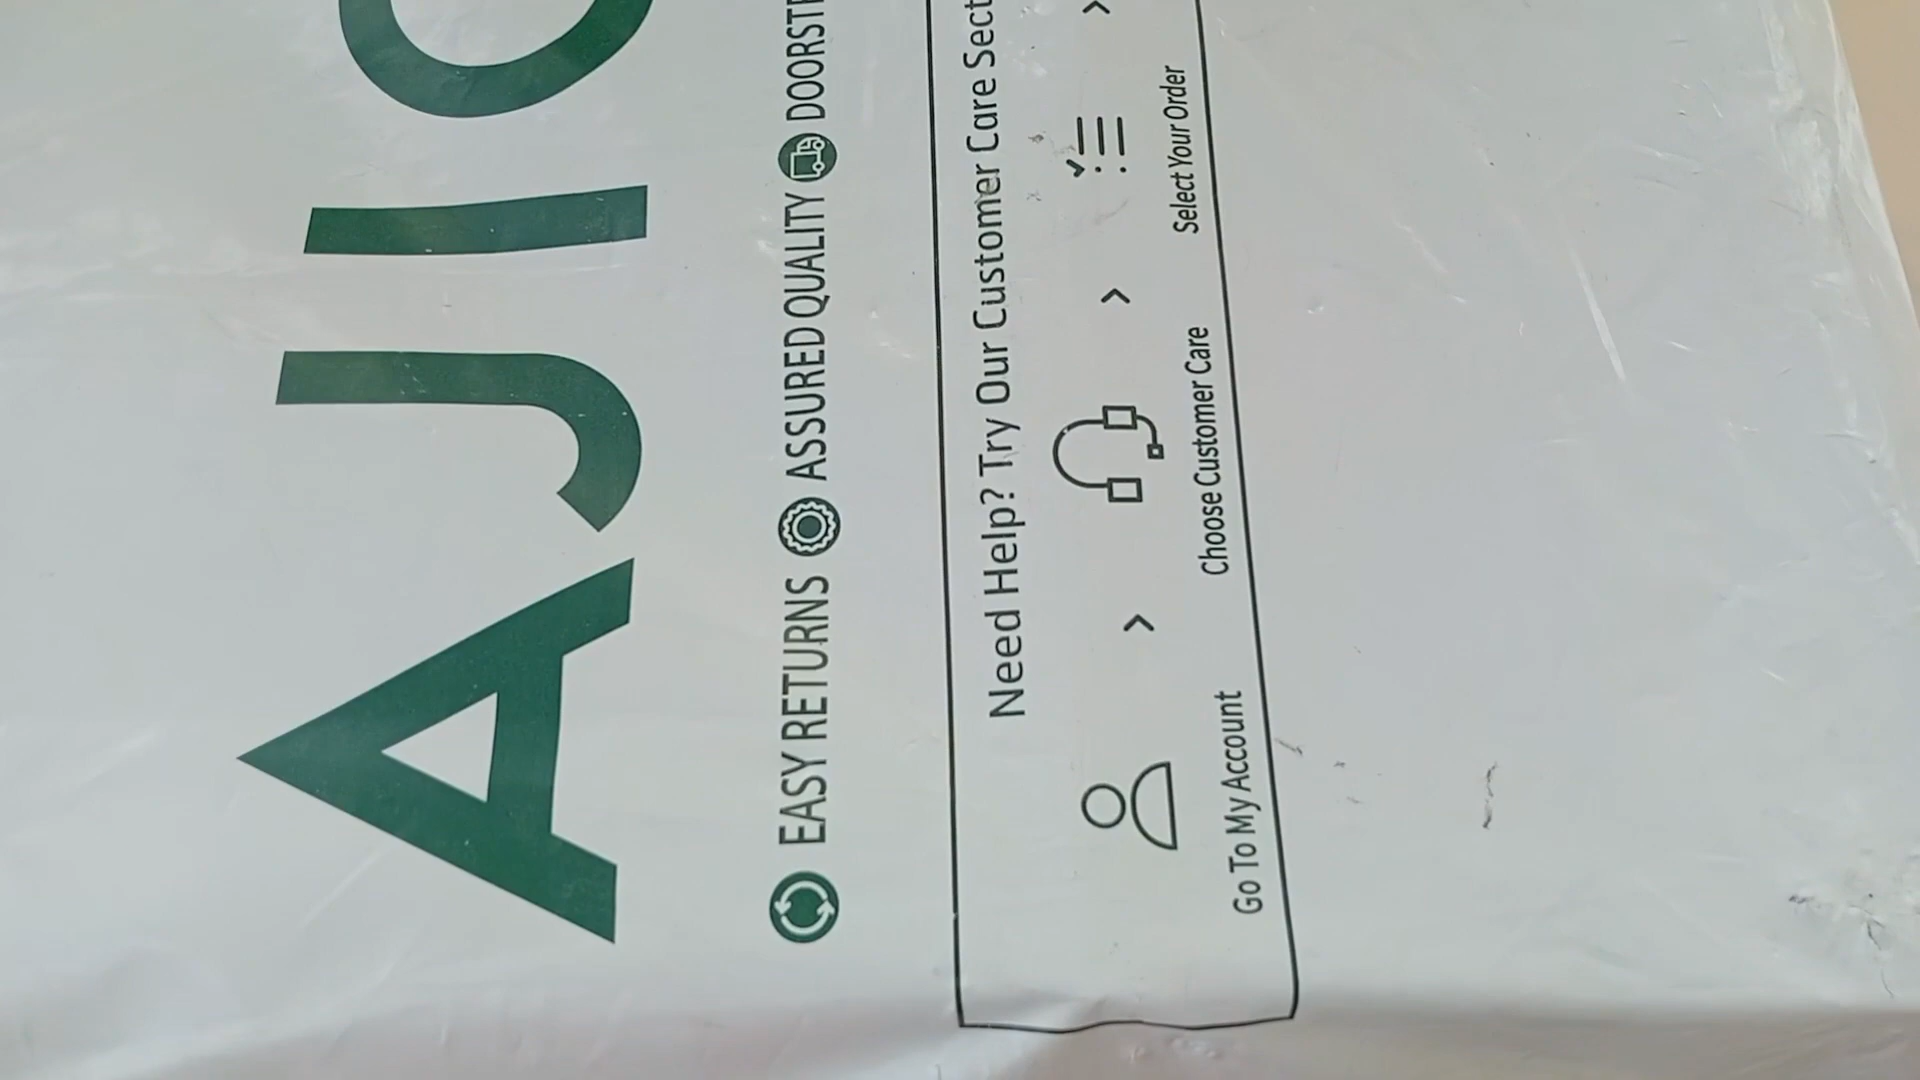 AJIO
EASY RETURNS ASSURED QUALITY
Need Help? Try Our Customer Care
Go To My Account > Choose Customer Care > Select Your Order >